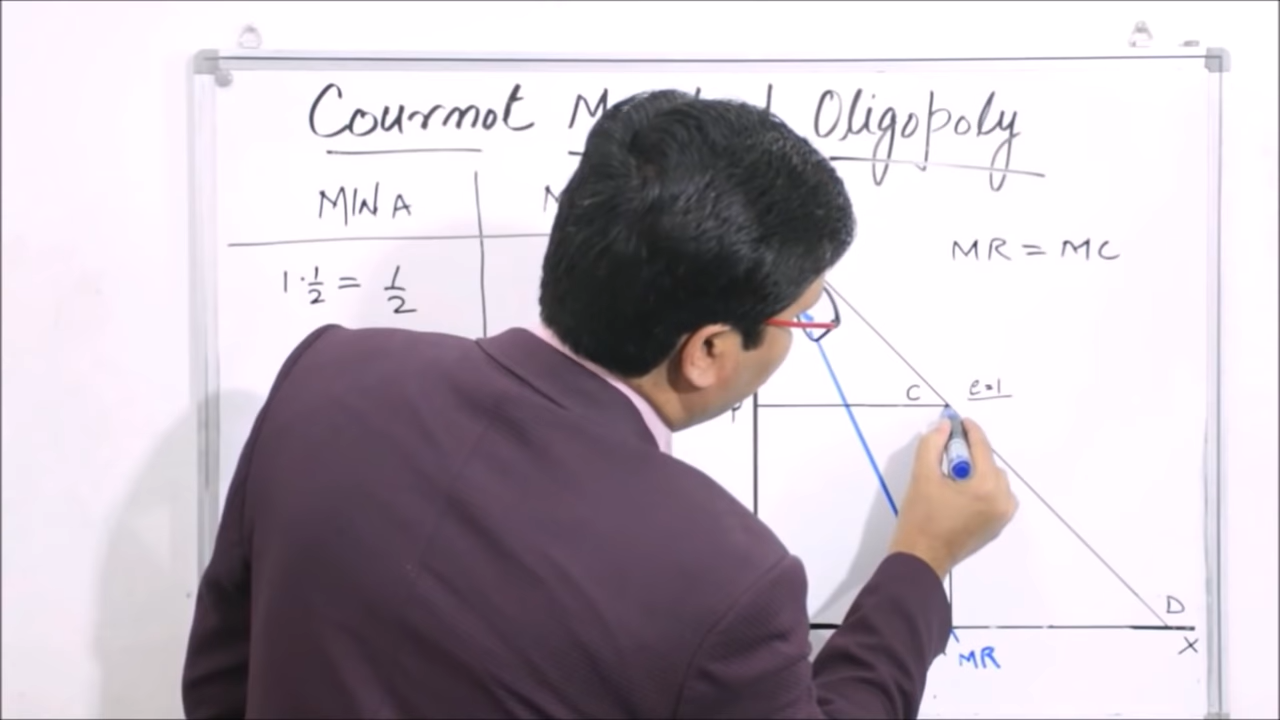 Cournot Oligopoly
MIN A
1·1/2 = 1/2
MR = MC
C e=1
D
X
MR